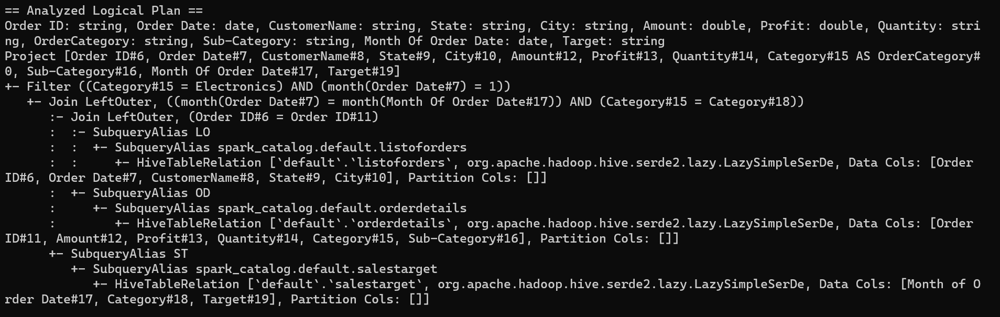 == Analyzed Logical Plan ==
Order ID: string, Order Date: date, CustomerName: string, State: string, City: string, Amount: double, Profit: double, Quantity: stri
ng, OrderCategory: string, Sub-Category: string, Month Of Order Date: date, Target: string
Project [Order ID#6, Order Date#7, CustomerName#8, State#9, City#10, Amount#12, Profit#13, Quantity#14, Category#15 AS OrderCategory#
0, Sub-Category#16, Month Of Order Date#17, Target#19]
+- Filter ((Category#15 = Electronics) AND (month(Order Date#7) = 1))
   +- Join LeftOuter, ((month(Order Date#7) = month(Month Of Order Date#17)) AND (Category#15 = Category#18))
      :- Join LeftOuter, (Order ID#6 = Order ID#11)
      :  :- SubqueryAlias LO
      :  :  +- SubqueryAlias spark_catalog.default.listoforders
      :  :     +- HiveTableRelation [`default`.`listoforders`, org.apache.hadoop.hive.serde2.lazy.LazySimpleSerDe, Data Cols: [Order
ID#6, Order Date#7, CustomerName#8, State#9, City#10], Partition Cols: []]
      :  +- SubqueryAlias OD
      :     +- SubqueryAlias spark_catalog.default.orderdetails
      :        +- HiveTableRelation [`default`.`orderdetails`, org.apache.hadoop.hive.serde2.lazy.LazySimpleSerDe, Data Cols: [Order
ID#11, Amount#12, Profit#13, Quantity#14, Category#15, Sub-Category#16], Partition Cols: []]
      +- SubqueryAlias ST
         +- SubqueryAlias spark_catalog.default.salestarget
            +- HiveTableRelation [`default`.`salestarget`, org.apache.hadoop.hive.serde2.lazy.LazySimpleSerDe, Data Cols: [Month of O
rder Date#17, Category#18, Target#19], Partition Cols: []]